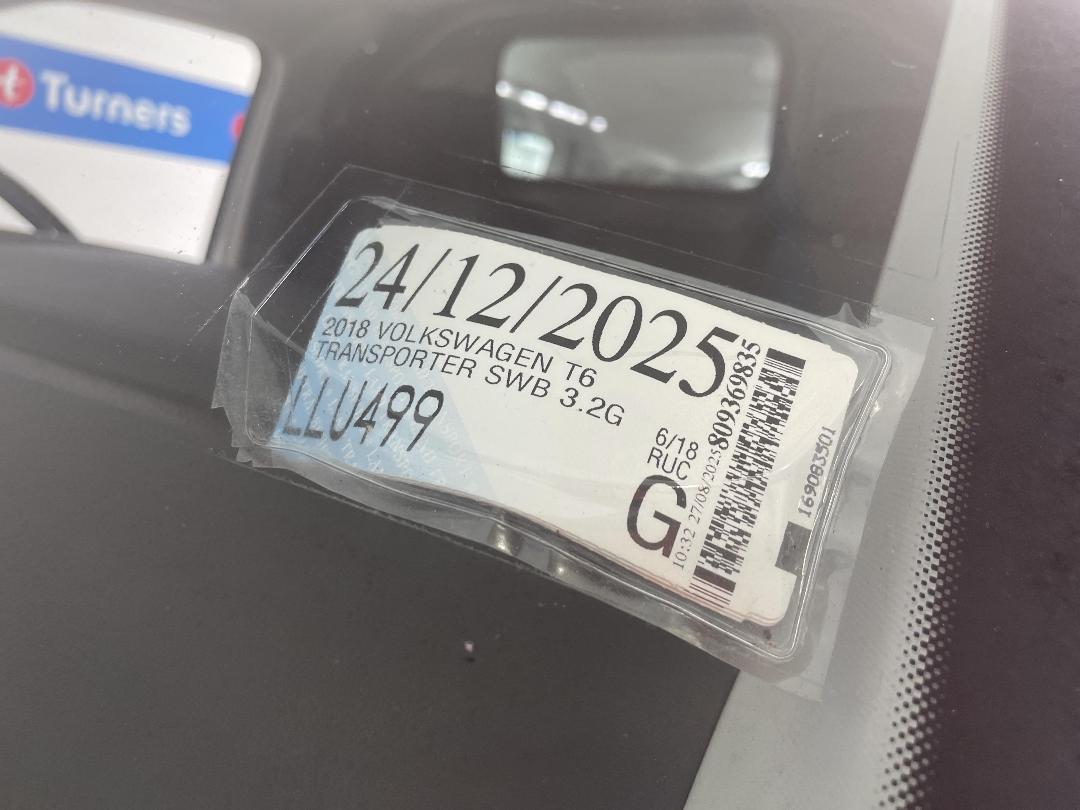 Turners
24/12/2025
2018 VOLKSWAGEN T6
TRANSPORTER SWB 3.2G
LLU499
6/18
RUC
G
10:32 27/08/2025
809369835
169083501